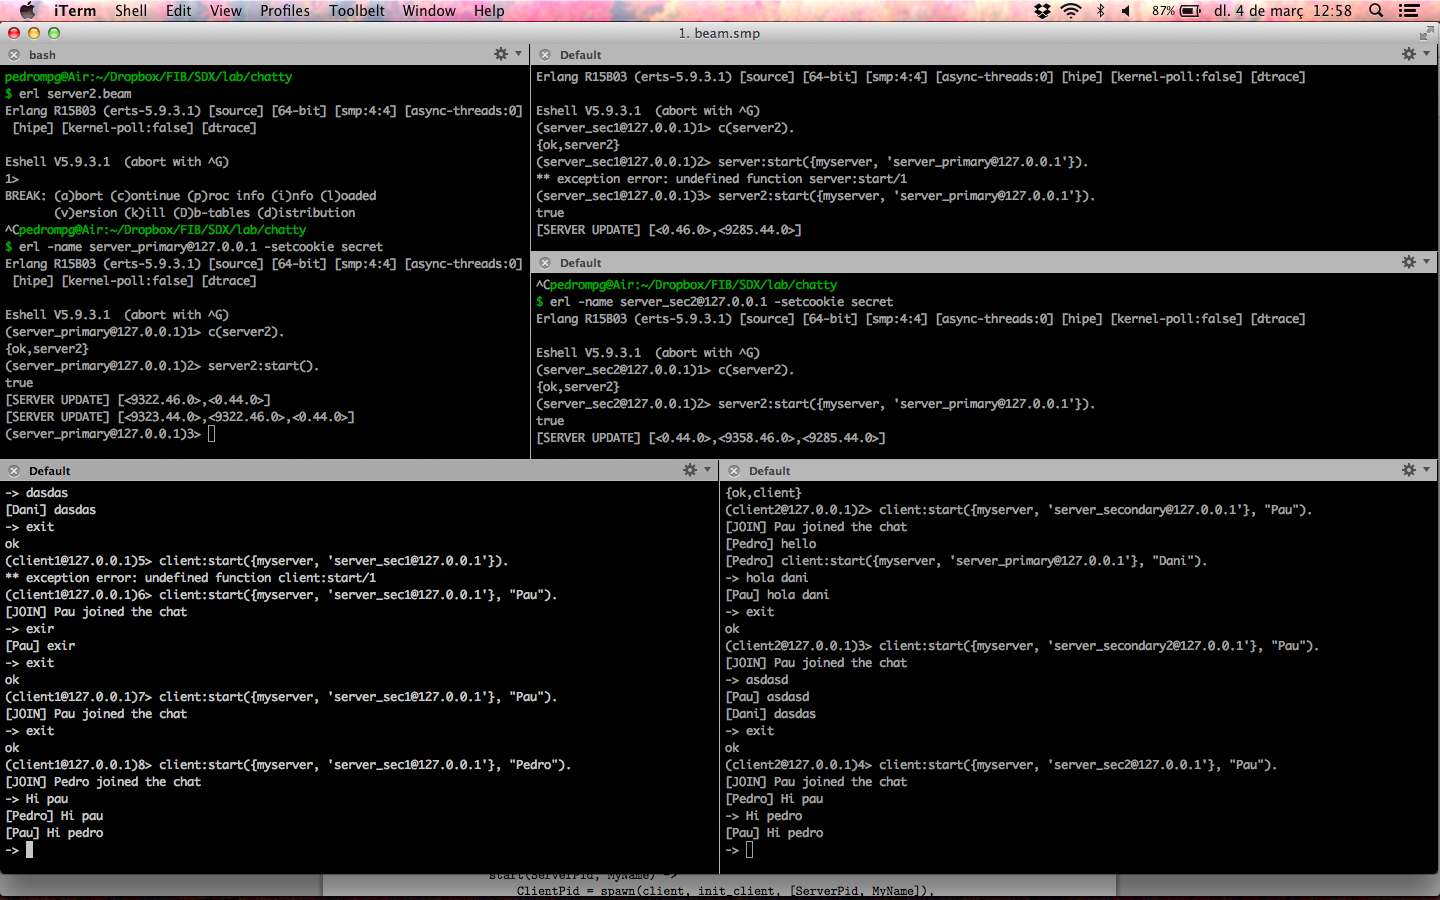 iTerm Shell Edit View Profiles Toolbelt Window Help 87% dl. 4 de març 12:58
1. beam.smp
bash
pedrompg@Air:~/Dropbox/FIB/SDX/lab/chatty
$ erl server2.beam
Erlang R15B03 (erts-5.9.3.1) [source] [64-bit] [smp:4:4] [async-threads:0]
[hipe] [kernel-poll:false] [dtrace]
Eshell V5.9.3.1  (abort with ^G)
1>
BREAK: (a)bort (c)ontinue (p)roc info (i)nfo (l)oaded
(v)ersion (k)ill (D)b-tables (d)istribution
^Cpedrompg@Air:~/Dropbox/FIB/SDX/lab/chatty
$ erl -name server_primary@127.0.0.1 -setcookie secret
Erlang R15B03 (erts-5.9.3.1) [source] [64-bit] [smp:4:4] [async-threads:0]
[hipe] [kernel-poll:false] [dtrace]
Eshell V5.9.3.1  (abort with ^G)
(server_primary@127.0.0.1)1> c(server2).
{ok,server2}
(server_primary@127.0.0.1)2> server2:start().
true
[SERVER UPDATE] [<9322.46.0>,<0.44.0>]
[SERVER UPDATE] [<9323.44.0>,<9322.46.0>,<0.44.0>]
(server_primary@127.0.0.1)3>
Default
Erlang R15B03 (erts-5.9.3.1) [source] [64-bit] [smp:4:4] [async-threads:0] [hipe] [kernel-poll:false] [dtrace]
Eshell V5.9.3.1  (abort with ^G)
(server_sec1@127.0.0.1)1> c(server2).
{ok,server2}
(server_sec1@127.0.0.1)2> server:start({myserver, 'server_primary@127.0.0.1'}).
** exception error: undefined function server:start/1
(server_sec1@127.0.0.1)3> server2:start({myserver, 'server_primary@127.0.0.1'}).
true
[SERVER UPDATE] [<0.46.0>,<9285.44.0>]
Default
^Cpedrompg@Air:~/Dropbox/FIB/SDX/lab/chatty
$ erl -name server_sec2@127.0.0.1 -setcookie secret
Erlang R15B03 (erts-5.9.3.1) [source] [64-bit] [smp:4:4] [async-threads:0] [hipe] [kernel-poll:false] [dtrace]
Eshell V5.9.3.1  (abort with ^G)
(server_sec2@127.0.0.1)1> c(server2).
{ok,server2}
(server_sec2@127.0.0.1)2> server2:start({myserver, 'server_primary@127.0.0.1'}).
true
[SERVER UPDATE] [<0.44.0>,<9358.46.0>,<9285.44.0>]
Default
-> dasdas
[Dani] dasdas
-> exit
ok
(client1@127.0.0.1)5> client:start({myserver, 'server_sec1@127.0.0.1'}).
** exception error: undefined function client:start/1
(client1@127.0.0.1)6> client:start({myserver, 'server_sec1@127.0.0.1'}, "Pau").
[JOIN] Pau joined the chat
-> exir
[Pau] exir
-> exit
ok
(client1@127.0.0.1)7> client:start({myserver, 'server_sec1@127.0.0.1'}, "Pau").
[JOIN] Pau joined the chat
-> exit
ok
(client1@127.0.0.1)8> client:start({myserver, 'server_sec1@127.0.0.1'}, "Pedro").
[JOIN] Pedro joined the chat
-> Hi pau
[Pedro] Hi pau
[Pau] Hi pedro
->
Default
{ok,client}
(client2@127.0.0.1)2> client:start({myserver, 'server_secondary@127.0.0.1'}, "Pau").
[JOIN] Pau joined the chat
[Pedro] hello
[Pedro] client:start({myserver, 'server_primary@127.0.0.1'}, "Dani").
-> hola dani
[Pau] hola dani
-> exit
ok
(client2@127.0.0.1)3> client:start({myserver, 'server_secondary2@127.0.0.1'}, "Pau").
[JOIN] Pau joined the chat
-> asdasd
[Pau] asdasd
[Dani] dasdas
-> exit
ok
(client2@127.0.0.1)4> client:start({myserver, 'server_sec2@127.0.0.1'}, "Pau").
[JOIN] Pau joined the chat
[Pedro] Hi pau
-> Hi pedro
[Pau] Hi pedro
->
start(ServerPid, MyName) ->
ClientPid = spawn(client, init_client, [ServerPid, MyName]),